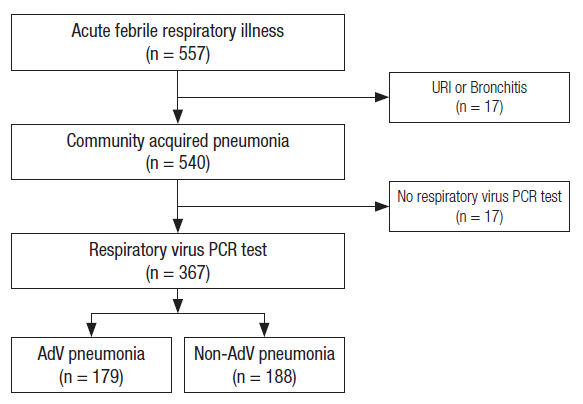 Acute febrile respiratory illness
(n = 557)
URI or Bronchitis
(n = 17)
Community acquired pneumonia
(n = 540)
No respiratory virus PCR test
(n = 17)
Respiratory virus PCR test
(n = 367)
AdV pneumonia
(n = 179)
Non-AdV pneumonia
(n = 188)